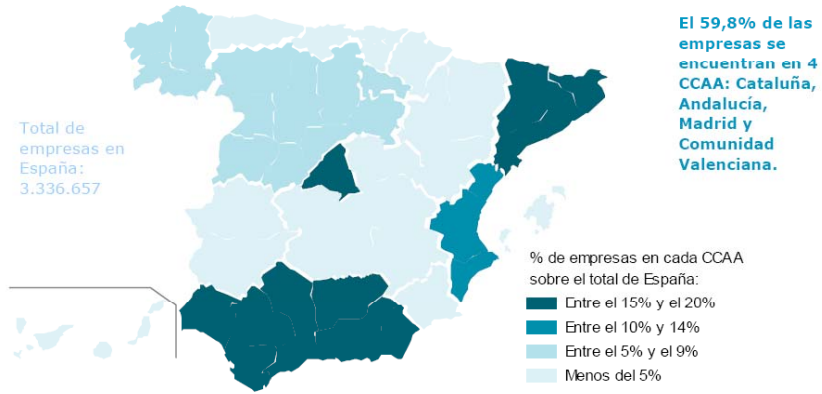 El 59,8% de las
empresas se
encuentran en 4
CCAA: Cataluña,
Andalucía,
Madrid y
Comunidad
Valenciana.
Total de
empresas en
España:
3.336.657
% de empresas en cada CCAA
sobre el total de España:
Entre el 15% y el 20%
Entre el 10% y 14%
Entre el 5% y el 9%
Menos del 5%